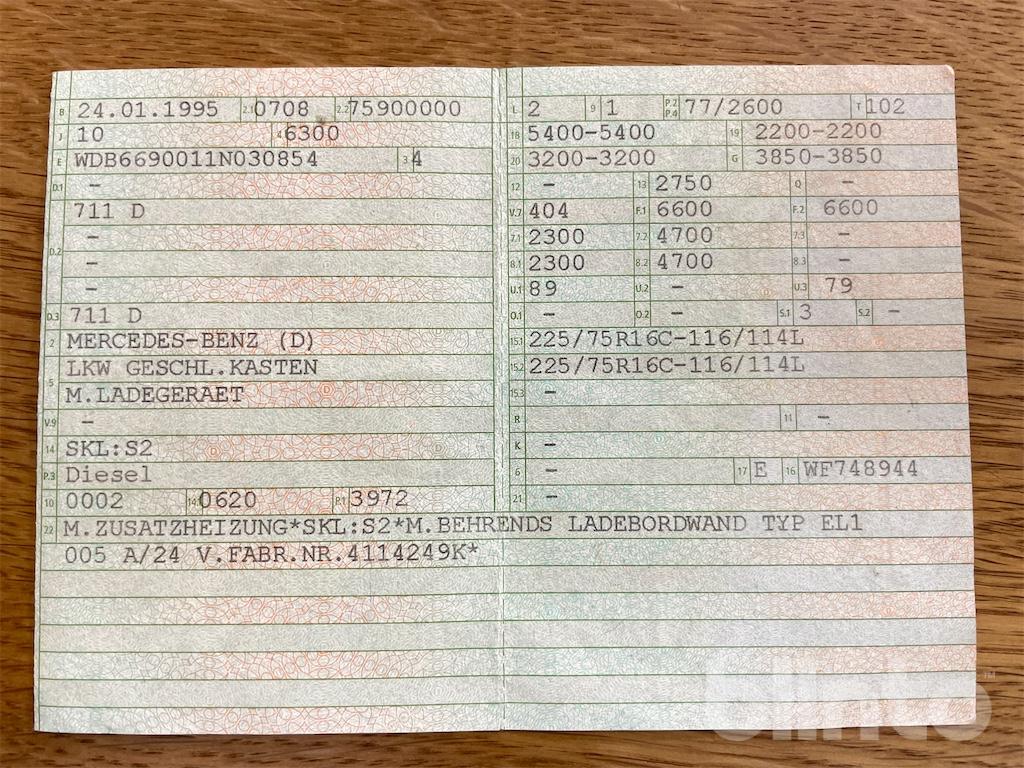 B 24.01.1995 2.1 0708 2.2 75900000
J 10 4 6300
E WDB6690011N030854 3 4
D.1 –
711 D
–
D.2 –
–
D.3 711 D
2 MERCEDES-BENZ (D)
5 LKW GESCHL.KASTEN
M.LADEGERAET
V.9 –
14 SKL:S2
P.3 Diesel
10 0002 14.1 0620 P.1 3972
L 2 9 1 P.2 P.4 77/2600 T 102
18 5400-5400 19 2200-2200
20 3200-3200 G 3850-3850
12 – 13 2750 Q –
V.7 404 F.1 6600 F.2 6600
7.1 2300 7.2 4700 7.3 –
8.1 2300 8.2 4700 8.3 –
U.1 89 U.2 – U.3 79
O.1 – O.2 – S.1 3 S.2 –
15.1 225/75R16C-116/114L
15.2 225/75R16C-116/114L
15.3 –
R 11 –
K –
6 – 17 E 16 WF748944
21 –
22 M.ZUSATZHEIZUNG*SKL:S2*M.BEHRENDS LADEBORDWAND TYP EL1
005 A/24 V.FABR.NR.4114249K*
blinto™